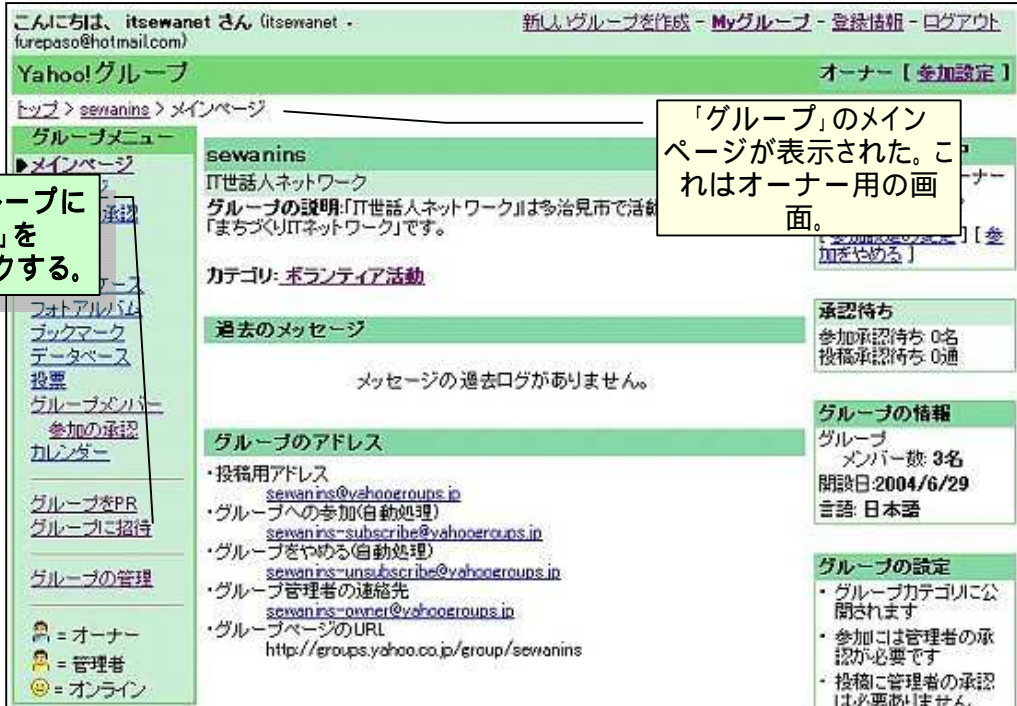 こんにちは、 itsewanet さん (itsewanet -
furepaso@hotmail.com)
新しいグループを作成 - Myグループ - 登録情報 - ログアウト
Yahoo!グループ
オーナー [ 参加設定 ]
トップ > sewanins > メインページ
「グループ」のメイン
ページが表示された。こ
れはオーナー用の画
面。
グループメニュー
メインページ
承認
ープに
」を
クする。
ース
フォトアルバム
ブックマーク
データベース
投票
グループメンバー
参加の承認
カレンダー
グループをPR
グループに招待
グループの管理
= オーナー
= 管理者
= オンライン
sewanins
IT世話人ネットワーク
グループの説明:「IT世話人ネットワーク」は多治見市で活動
「まちづくりITネットワーク」です。
カテゴリ: ボランティア活動
過去のメッセージ
メッセージの過去ログがありません。
グループのアドレス
・投稿用アドレス
sewanins@yahoogroups.jp
・グループへの参加(自動処理)
sewanins-subscribe@yahoogroups.jp
・グループをやめる(自動処理)
sewanins-unsubscribe@yahoogroups.jp
・グループ管理者の連絡先
sewanins-owner@yahoogroups.jp
・グループページのURL
http://groups.yahoo.co.jp/group/sewanins
ーナー
] [ 参
加をやめる ]
承認待ち
参加承認待ち: 0名
投稿承認待ち: 0通
グループの情報
グループ
メンバー数: 3名
開設日:2004/6/29
言語: 日本語
グループの設定
・ グループカテゴリに公
開されます
・ 参加には管理者の承
認が必要です
・ 投稿に管理者の承認
は必要ありません